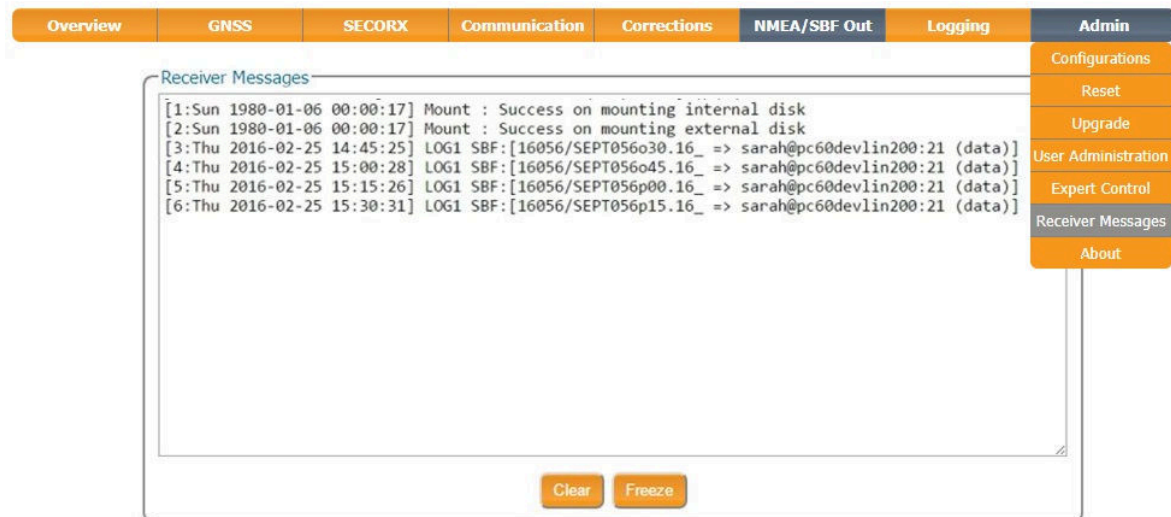 Overview GNSS SECORX Communication Corrections NMEA/SBF Out Logging Admin
Configurations
Reset
Upgrade
User Administration
Expert Control
Receiver Messages
About
Receiver Messages
[1:Sun 1980-01-06 00:00:17] Mount : Success on mounting internal disk
[2:Sun 1980-01-06 00:00:17] Mount : Success on mounting external disk
[3:Thu 2016-02-25 14:45:25] LOG1 SBF:[16056/SEPT056o30.16_ => sarah@pc60devlin200:21 (data)]
[4:Thu 2016-02-25 15:00:28] LOG1 SBF:[16056/SEPT056o45.16_ => sarah@pc60devlin200:21 (data)]
[5:Thu 2016-02-25 15:15:26] LOG1 SBF:[16056/SEPT056p00.16_ => sarah@pc60devlin200:21 (data)]
[6:Thu 2016-02-25 15:30:31] LOG1 SBF:[16056/SEPT056p15.16_ => sarah@pc60devlin200:21 (data)]
Clear Freeze